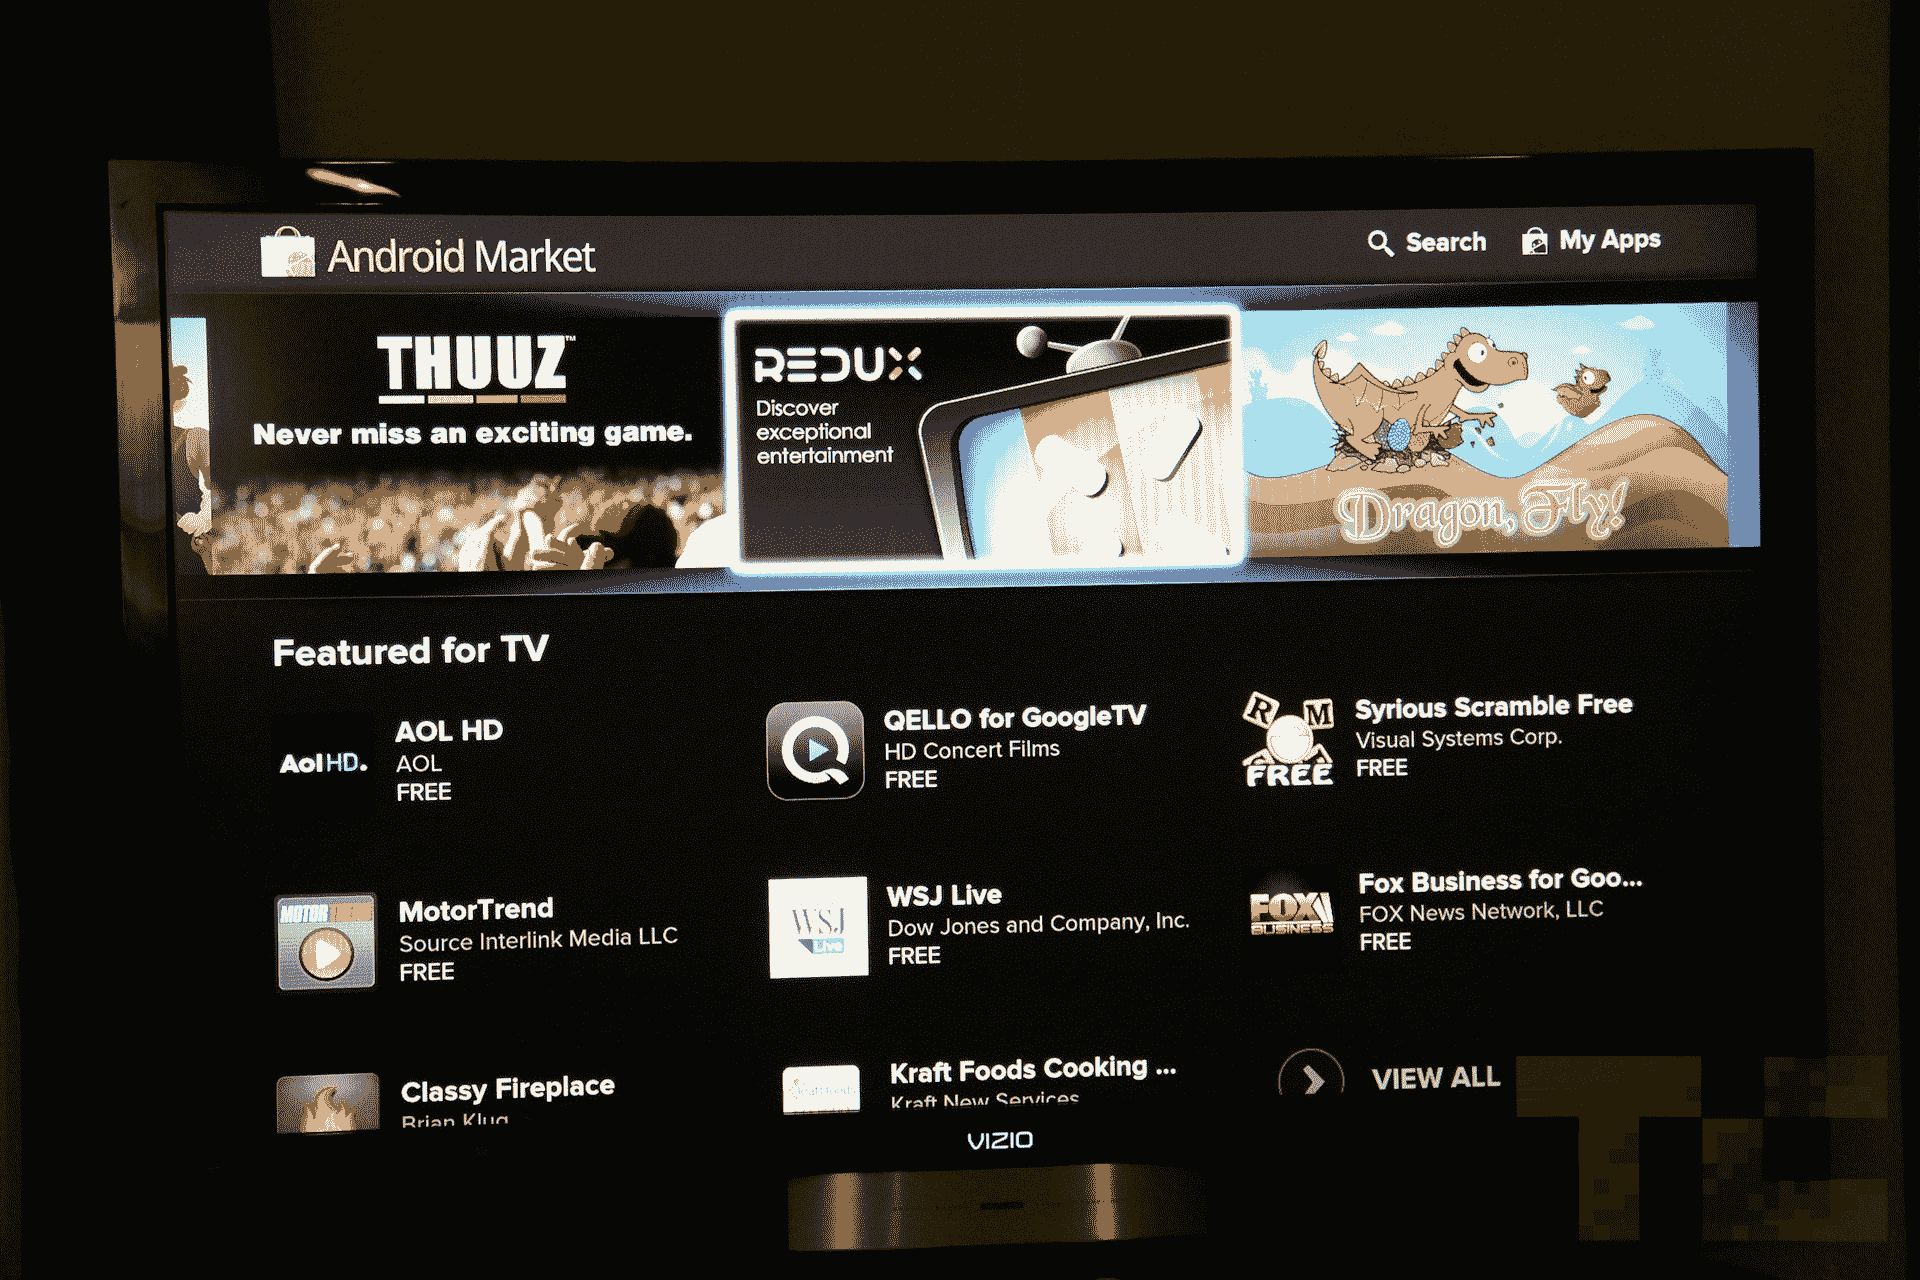 Android Market
Search
My Apps
THUUZ™
Never miss an exciting game.
REDUX
Discover
exceptional
entertainment
Dragon, Fly!
Featured for TV
Aol HD.
AOL HD
AOL
FREE
QELLO for GoogleTV
HD Concert Films
FREE
R M
FREE
Syrious Scramble Free
Visual Systems Corp.
FREE
MOTOR TREND
MotorTrend
Source Interlink Media LLC
FREE
WSJ
Live
WSJ Live
Dow Jones and Company, Inc.
FREE
FOX
BUSINESS
Fox Business for Goo...
FOX News Network, LLC
FREE
Classy Fireplace
Brian Klug
kraft foods
Kraft Foods Cooking ...
Kraft New Services
VIEW ALL
VIZIO